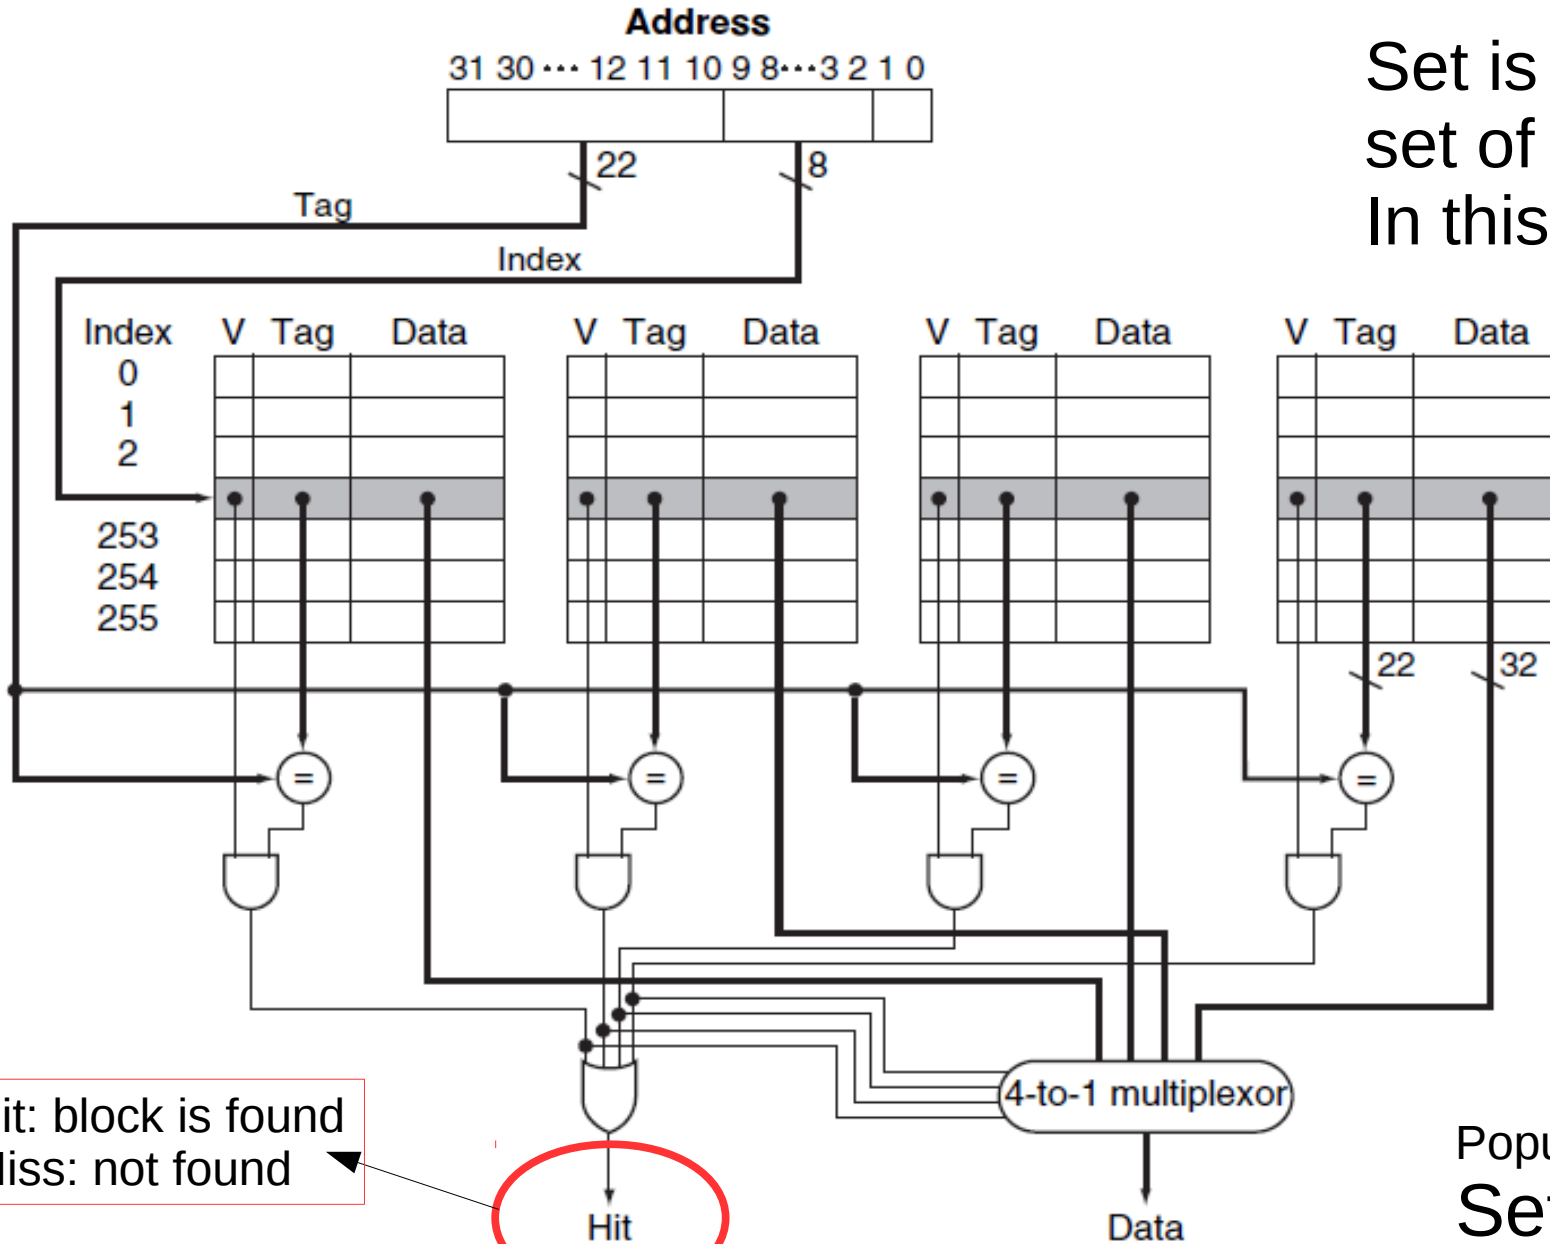 Address
31 30 ··· 12 11 10 9 8 ··· 3 2 1 0
Set is
set of
In this
22
8
Tag
Index
Index V Tag Data V Tag Data V Tag Data V Tag Data
0
1
2
253
254
255
22 32
= = = =
4-to-1 multiplexor
it: block is found
iss: not found
Popu
Set
Hit
Data